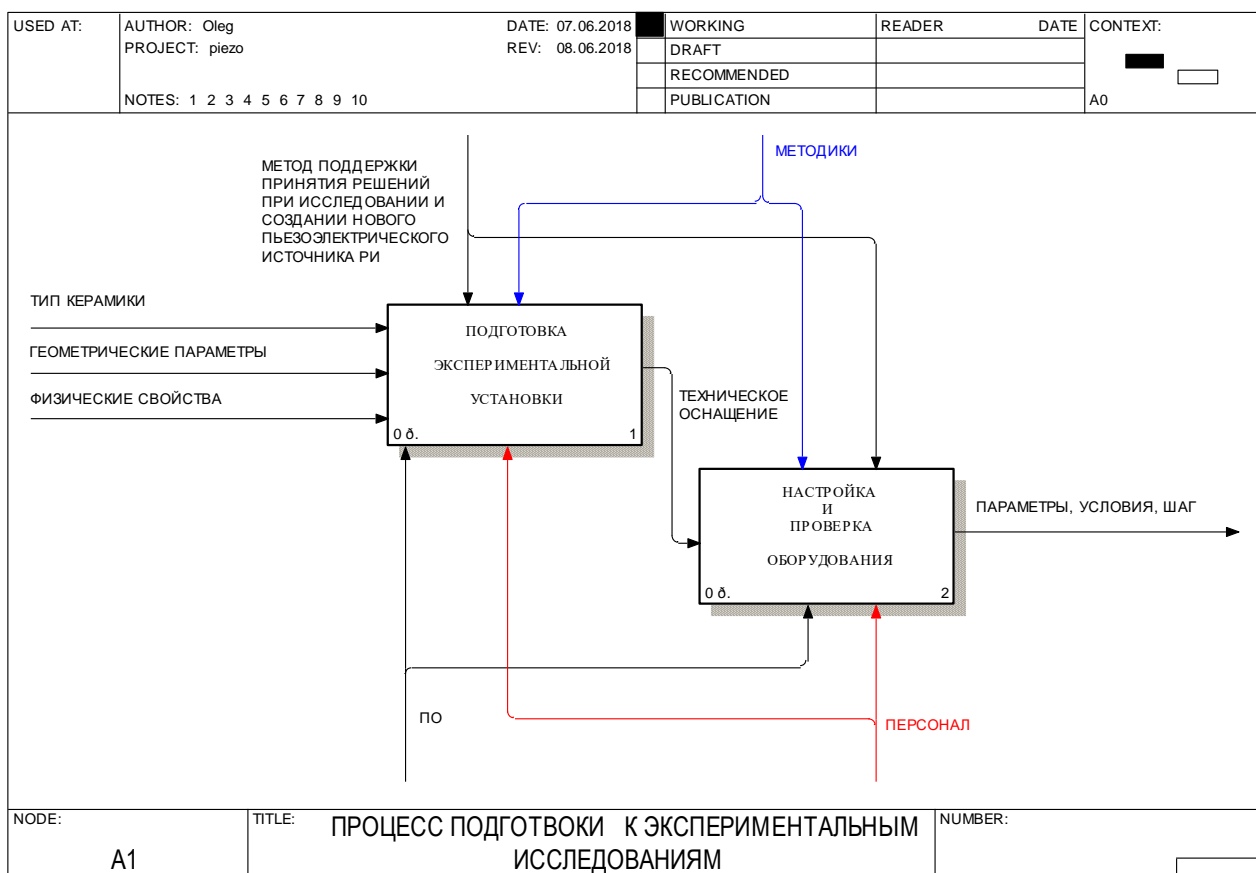 USED AT:
AUTHOR: Oleg
DATE: 07.06.2018
WORKING
READER
DATE
CONTEXT:
PROJECT: piezo
REV: 08.06.2018
DRAFT
RECOMMENDED
NOTES: 1 2 3 4 5 6 7 8 9 10
PUBLICATION
A0
МЕТОДИКИ
МЕТОД ПОДДЕРЖКИ
ПРИНЯТИЯ РЕШЕНИЙ
ПРИ ИССЛЕДОВАНИИ И
СОЗДАНИИ НОВОГО
ПЬЕЗОЭЛЕКТРИЧЕСКОГО
ИСТОЧНИКА РИ
ТИП КЕРАМИКИ
ГЕОМЕТРИЧЕСКИЕ ПАРАМЕТРЫ
ФИЗИЧЕСКИЕ СВОЙСТВА
ПОДГОТОВКА
ЭКСПЕРИМЕНТАЛЬНОЙ
УСТАНОВКИ
0 ð.
1
ТЕХНИЧЕСКОЕ
ОСНАЩЕНИЕ
НАСТРОЙКА
И
ПРОВЕРКА
ОБОРУДОВАНИЯ
0 ð.
2
ПАРАМЕТРЫ, УСЛОВИЯ, ШАГ
ПО
ПЕРСОНАЛ
NODE:
A1
TITLE:
ПРОЦЕСС ПОДГОТВОКИ К ЭКСПЕРИМЕНТАЛЬНЫМ
ИССЛЕДОВАНИЯМ
NUMBER: